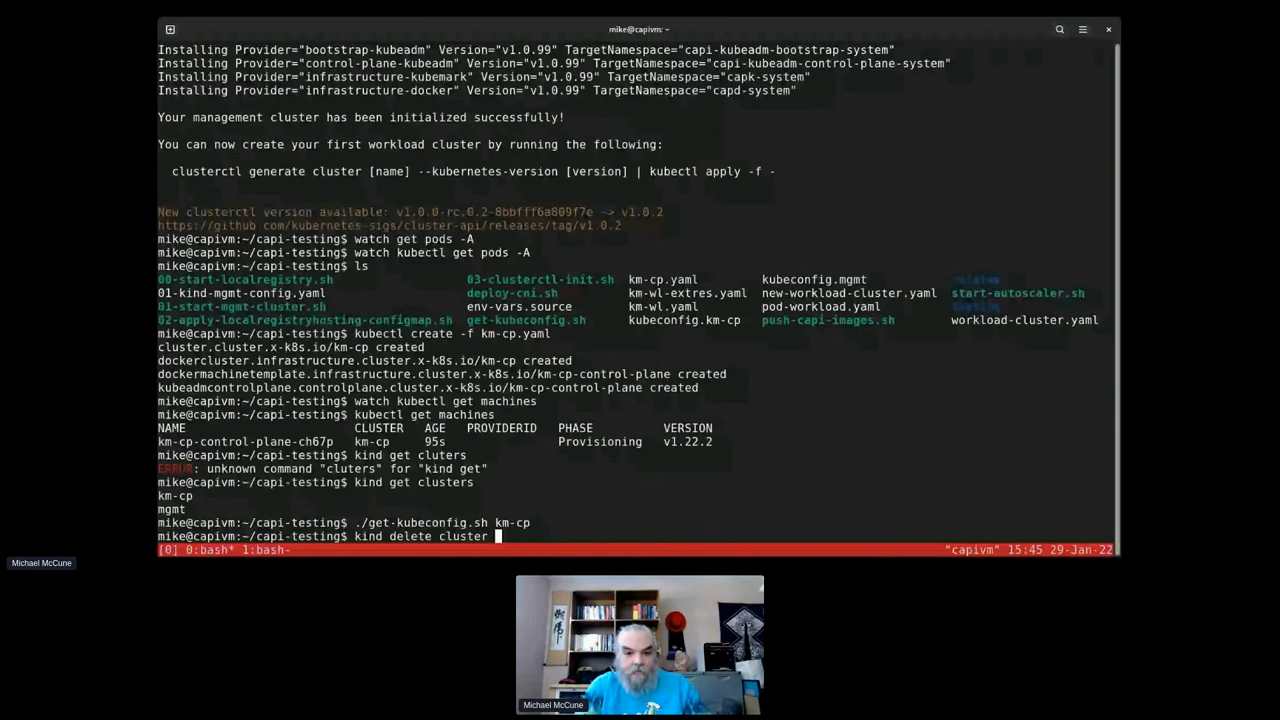 mike@capivm: ~
Installing Provider="bootstrap-kubeadm" Version="v1.0.99" TargetNamespace="capi-kubeadm-bootstrap-system"
Installing Provider="control-plane-kubeadm" Version="v1.0.99" TargetNamespace="capi-kubeadm-control-plane-system"
Installing Provider="infrastructure-kubemark" Version="v1.0.99" TargetNamespace="capk-system"
Installing Provider="infrastructure-docker" Version="v1.0.99" TargetNamespace="capd-system"
Your management cluster has been initialized successfully!
You can now create your first workload cluster by running the following:
clusterctl generate cluster [name] --kubernetes-version [version] | kubectl apply -f -
New clusterctl version available: v1.0.0-rc.0.2-8bbfff6a809f7e -> v1.0.2
https://github.com/kubernetes-sigs/cluster-api/releases/tag/v1.0.2
mike@capivm:~/capi-testing$ watch get pods -A
mike@capivm:~/capi-testing$ watch kubectl get pods -A
mike@capivm:~/capi-testing$ ls
00-start-localregistry.sh 03-clusterctl-init.sh km-cp.yaml kubeconfig.mgmt
01-kind-mgmt-config.yaml deploy-cni.sh km-wl-extres.yaml new-workload-cluster.yaml start-autoscaler.sh
01-start-mgmt-cluster.sh env-vars.source km-wl.yaml pod-workload.yaml
02-apply-localregistryhosting-configmap.sh get-kubeconfig.sh kubeconfig.km-cp push-capi-images.sh workload-cluster.yaml
mike@capivm:~/capi-testing$ kubectl create -f km-cp.yaml
cluster.cluster.x-k8s.io/km-cp created
dockercluster.infrastructure.cluster.x-k8s.io/km-cp created
dockermachinetemplate.infrastructure.cluster.x-k8s.io/km-cp-control-plane created
kubeadmcontrolplane.controlplane.cluster.x-k8s.io/km-cp-control-plane created
mike@capivm:~/capi-testing$ watch kubectl get machines
mike@capivm:~/capi-testing$ kubectl get machines
NAME CLUSTER AGE PROVIDERID PHASE VERSION
km-cp-control-plane-ch67p km-cp 95s Provisioning v1.22.2
mike@capivm:~/capi-testing$ kind get cluters
ERROR: unknown command "cluters" for "kind get"
mike@capivm:~/capi-testing$ kind get clusters
km-cp
mgmt
mike@capivm:~/capi-testing$ ./get-kubeconfig.sh km-cp
mike@capivm:~/capi-testing$ kind delete cluster
[0] 0:bash* 1:bash- "capivm" 15:45 29-Jan-22
Michael McCune
Michael McCune